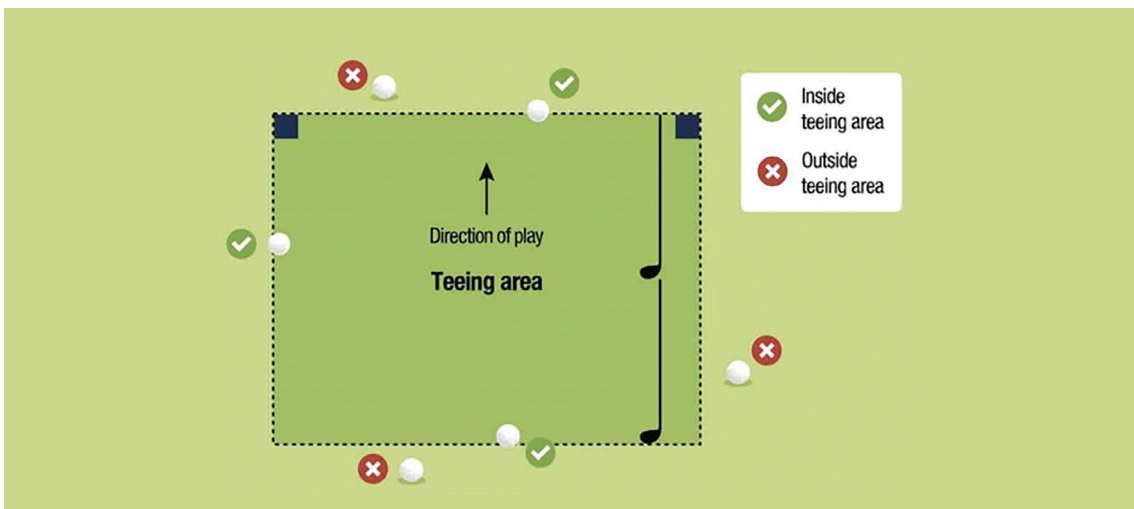 Inside
teeing area
Outside
teeing area
Direction of play
Teeing area